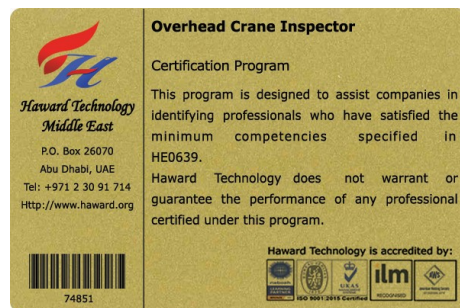 Haward Technology
Middle East
P.O. Box 26070
Abu Dhabi, UAE
Tel: +971 2 30 91 714
Http://www.haward.org
74851
Overhead Crane Inspector
Certification Program
This program is designed to assist companies in
identifying professionals who have satisfied the
minimum competencies specified in
HE0639.
Haward Technology does not warrant or
guarantee the performance of any professional
certified under this program.
Haward Technology is accredited by:
UKAS
ISO 9001:2015 Certified
ilm
RECOGNISED